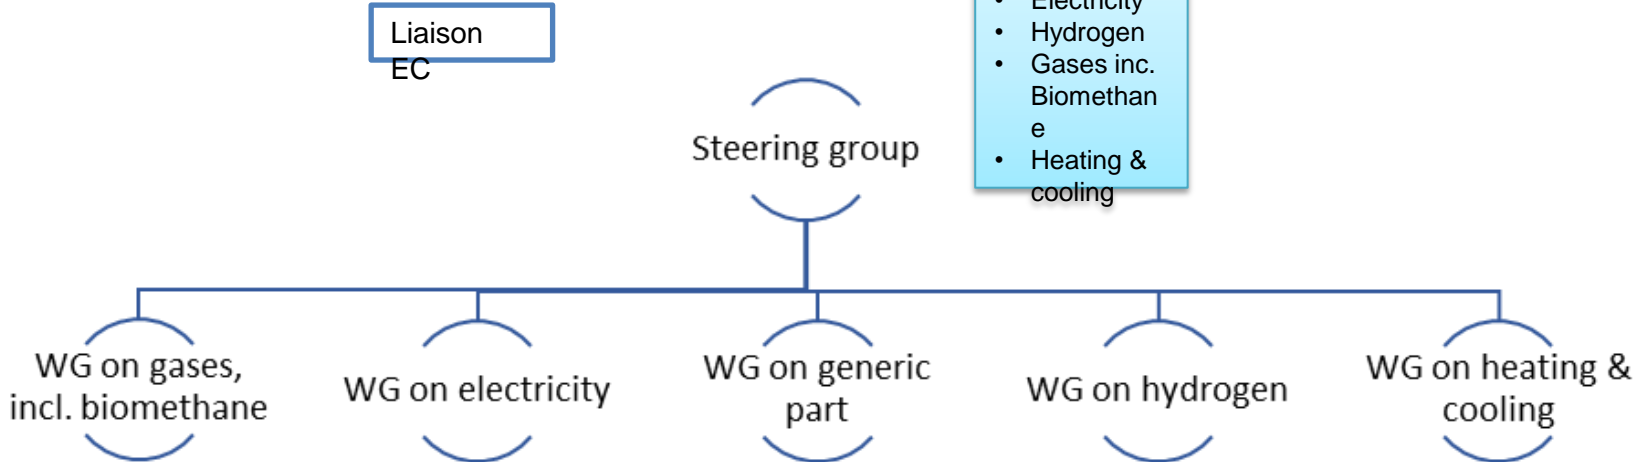 Liaison
EC
• Electricity
• Hydrogen
• Gases inc.
Biomethan
e
• Heating &
cooling
Steering group
WG on gases,
incl. biomethane
WG on electricity
WG on generic
part
WG on hydrogen
WG on heating &
cooling